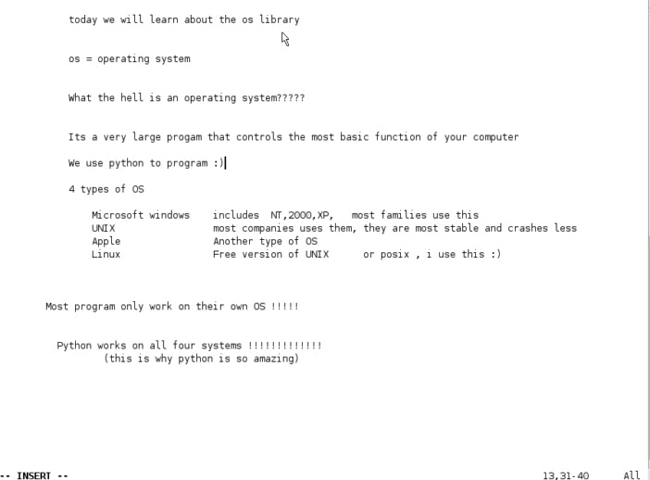 today we will learn about the os library
os = operating system
What the hell is an operating system?????
Its a very large progam that controls the most basic function of your computer
We use python to program :)
4 types of OS
Microsoft windows includes NT,2000,XP, most families use this
UNIX most companies uses them, they are most stable and crashes less
Apple Another type of OS
Linux Free version of UNIX or posix , i use this :)
Most program only work on their own OS !!!!!
Python works on all four systems !!!!!!!!!!!!!
(this is why python is so amazing)
-- INSERT -- 13,31-40 All